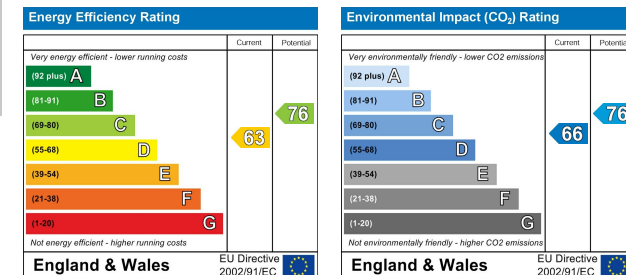 Energy Efficiency Rating
Current Potential
Very energy efficient - lower running costs
(92 plus) A
(81-91) B
(69-80) C
(55-68) D
(39-54) E
(21-38) F
(1-20) G
63
76
Not energy efficient - higher running costs
England & Wales
EU Directive
2002/91/EC
Environmental Impact (CO₂) Rating
Current Potential
Very environmentally friendly - lower CO2 emissions
(92 plus) A
(81-91) B
(69-80) C
(55-68) D
(39-54) E
(21-38) F
(1-20) G
66
76
Not environmentally friendly - higher CO2 emissions
England & Wales
EU Directive
2002/91/EC